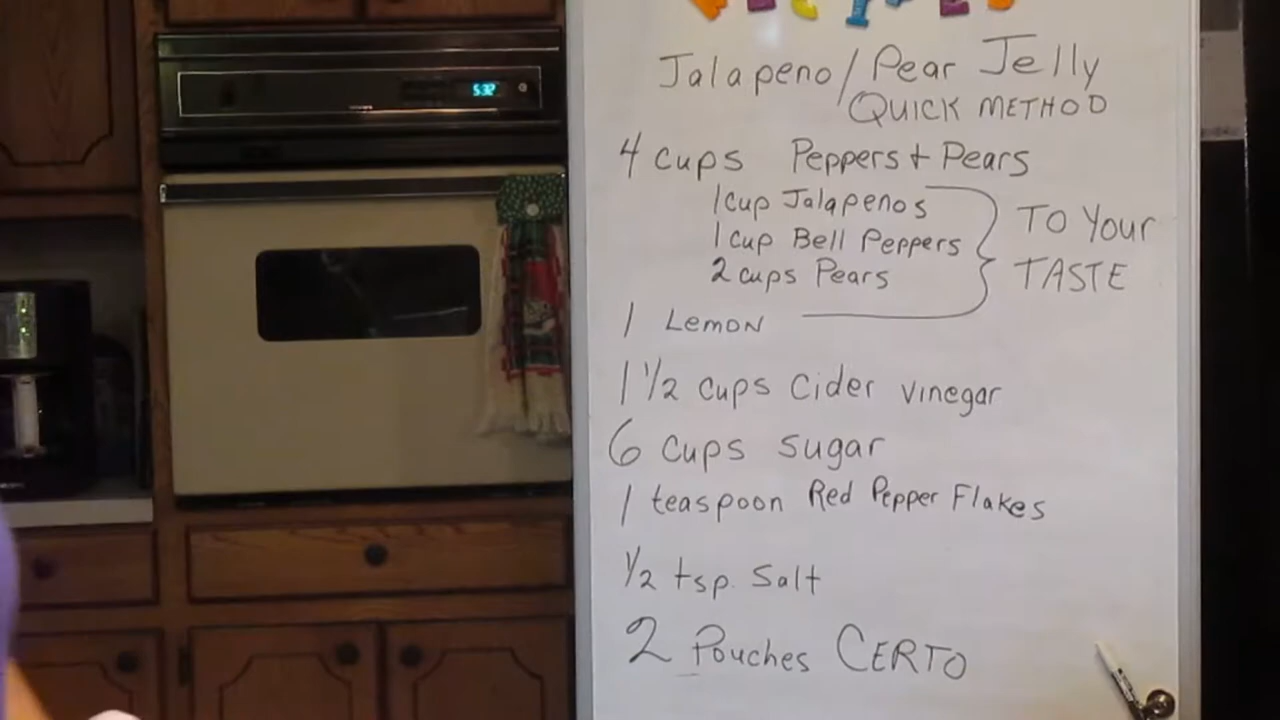 5:37
Jalapeno/Pear Jelly
QUICK METHOD
4 cups Peppers + Pears
1 cup Jalapenos
1 cup Bell Peppers
2 cups Pears
TO YOUR
TASTE
1 Lemon
1 1/2 cups Cider vinegar
6 cups sugar
1 teaspoon Red Pepper Flakes
1/2 tsp. Salt
2 Pouches CERTO